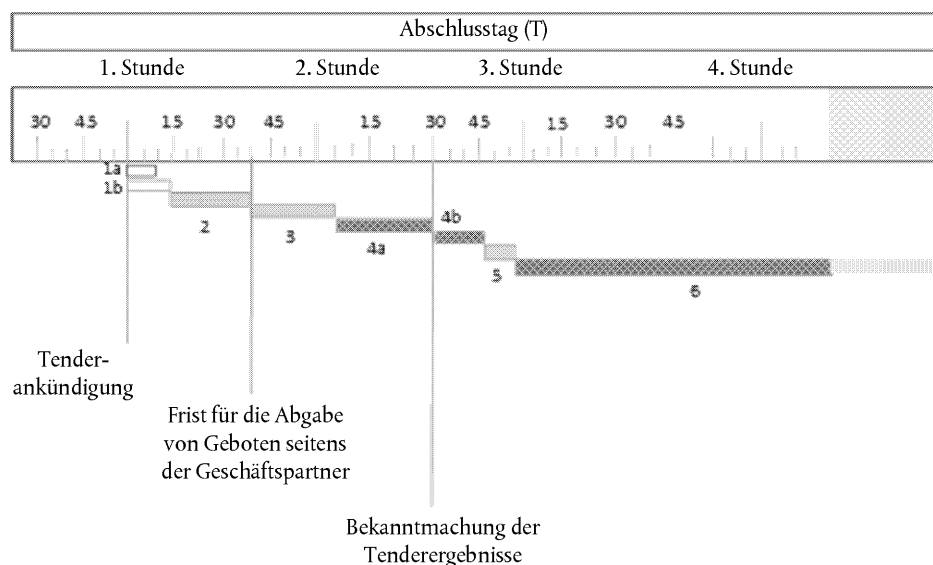 Abschlusstag (T)
1. Stunde 2. Stunde 3. Stunde 4. Stunde
30 45 15 30 45 15 30 45 15 30 45
1a
1b
2
3
4a
4b
5
6
Tender-
ankündigung
Frist für die Abgabe
von Geboten seitens
der Geschäftspartner
Bekanntmachung der
Tenderergebnisse